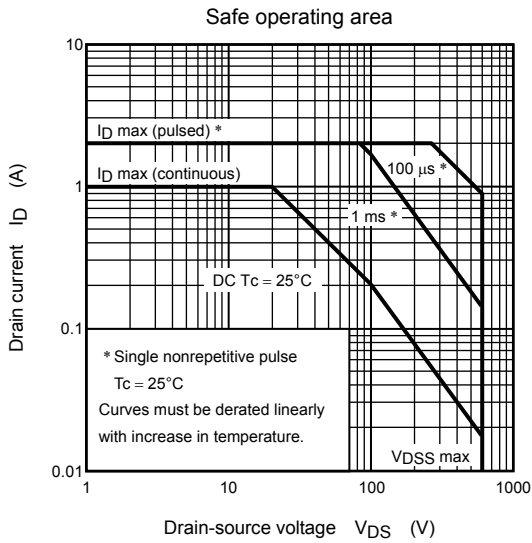 Safe operating area
10
1
0.1
0.01
Drain current ID (A)
ID max (pulsed) *
ID max (continuous)
100 μs *
1 ms *
DC Tc = 25°C
* Single nonrepetitive pulse
Tc = 25°C
Curves must be derated linearly
with increase in temperature.
VDSS max
1
10
100
1000
Drain-source voltage VDS (V)